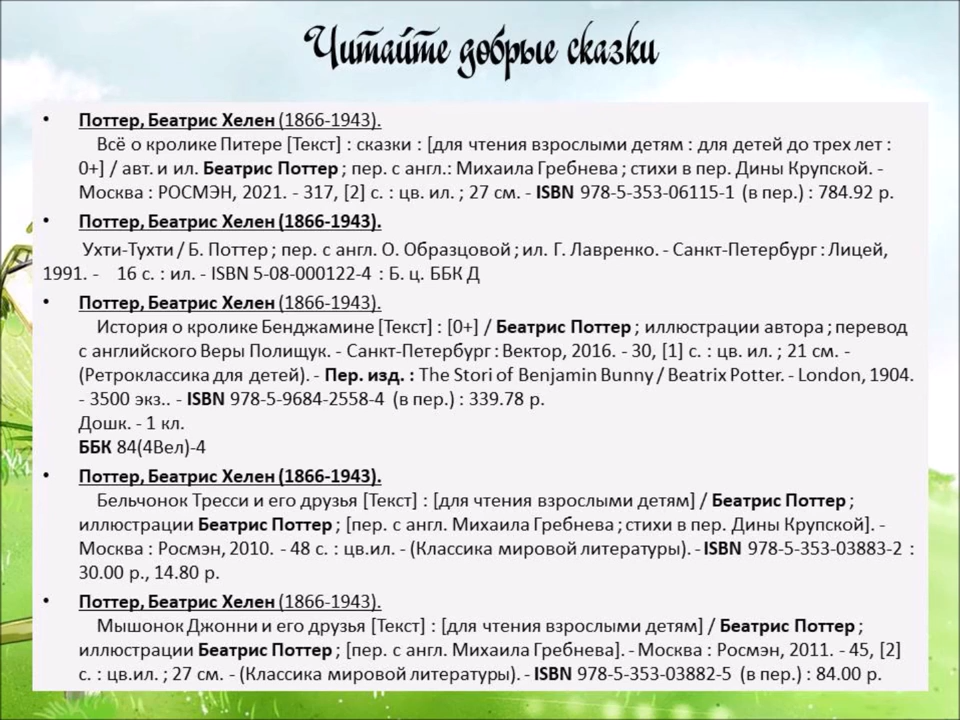 Читайте добрые сказки
• Поттер, Беатрис Хелен (1866-1943).
Всё о кролике Питере [Текст] : сказки : [для чтения взрослыми детям : для детей до трех лет :
0+] / авт. и ил. Беатрис Поттер ; пер. с англ.: Михаила Гребнева ; стихи в пер. Дины Крупской. -
Москва : РОСМЭН, 2021. - 317, [2] с. : цв. ил. ; 27 см. - ISBN 978-5-353-06115-1 (в пер.) : 784.92 р.
• Поттер, Беатрис Хелен (1866-1943).
Ухти-Тухти / Б. Поттер ; пер. с англ. О. Образцовой ; ил. Г. Лавренко. - Санкт-Петербург : Лицей,
1991. - 16 с. : ил. - ISBN 5-08-000122-4 : Б. ц. ББК Д
• Поттер, Беатрис Хелен (1866-1943).
История о кролике Бенджамине [Текст] : [0+] / Беатрис Поттер ; иллюстрации автора ; перевод
с английского Веры Полищук. - Санкт-Петербург : Вектор, 2016. - 30, [1] с. : цв. ил. ; 21 см. -
(Ретроклассика для детей). - Пер. изд. : The Stori of Benjamin Bunny / Beatrix Potter. - London, 1904.
- 3500 экз.. - ISBN 978-5-9684-2558-4 (в пер.) : 339.78 р.
Дошк. - 1 кл.
ББК 84(4Вел)-4
• Поттер, Беатрис Хелен (1866-1943).
Бельчонок Тресси и его друзья [Текст] : [для чтения взрослыми детям] / Беатрис Поттер ;
иллюстрации Беатрис Поттер ; [пер. с англ. Михаила Гребнева ; стихи в пер. Дины Крупской]. -
Москва : Росмэн, 2010. - 48 с. : цв.ил. - (Классика мировой литературы). - ISBN 978-5-353-03883-2 :
30.00 р., 14.80 р.
• Поттер, Беатрис Хелен (1866-1943).
Мышонок Джонни и его друзья [Текст] : [для чтения взрослыми детям] / Беатрис Поттер ;
иллюстрации Беатрис Поттер ; [пер. с англ. Михаила Гребнева]. - Москва : Росмэн, 2011. - 45, [2]
с. : цв.ил. ; 27 см. - (Классика мировой литературы). - ISBN 978-5-353-03882-5 (в пер.) : 84.00 р.